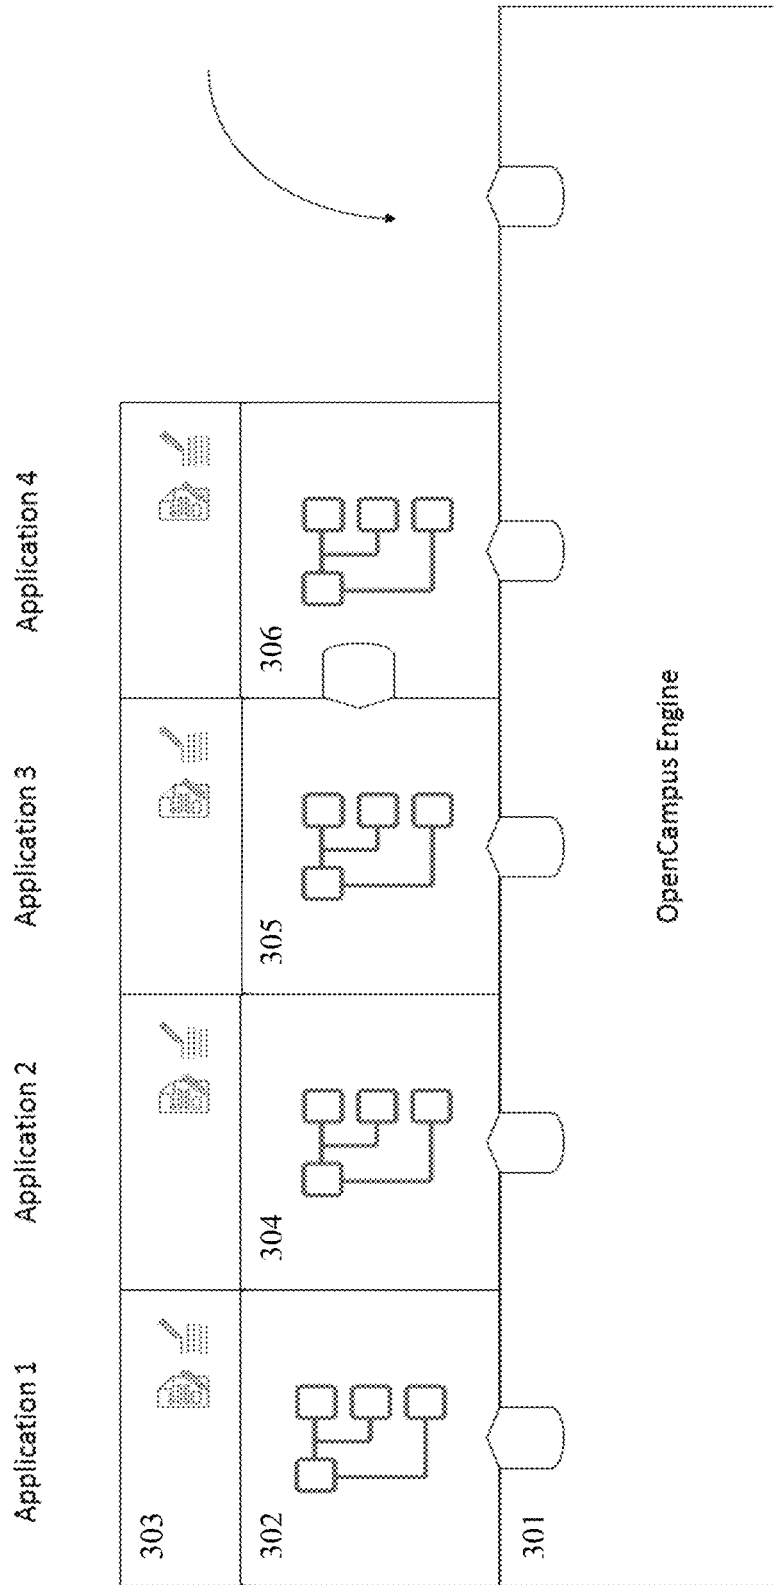 Application 1
Application 2
Application 3
Application 4
303
302
304
305
306
301
OpenCampus Engine